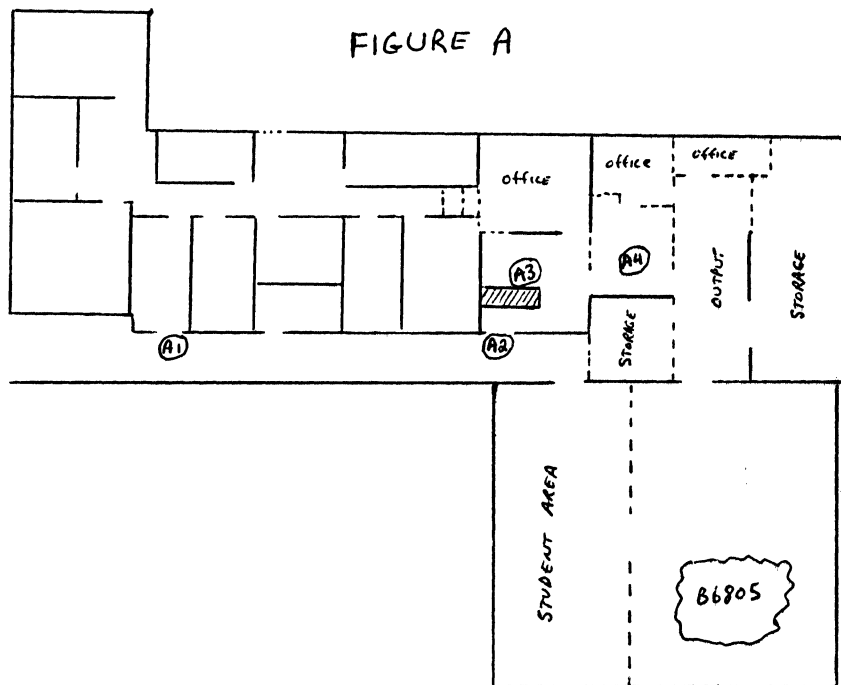 FIGURE A
OFFICE
OFFICE
OFFICE
A3
A4
OUTPUT
STORAGE
STORAGE
A1
A2
STUDENT AREA
B6805